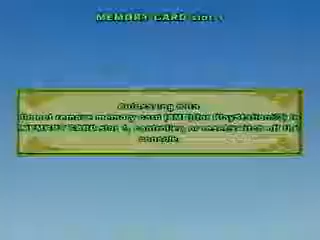 MEMORY CARD slot 1
Accessing data.
Do not remove memory card (8MB)(for PlayStation®2) in
MEMORY CARD slot 1, controller, or reset/switch off the
console.